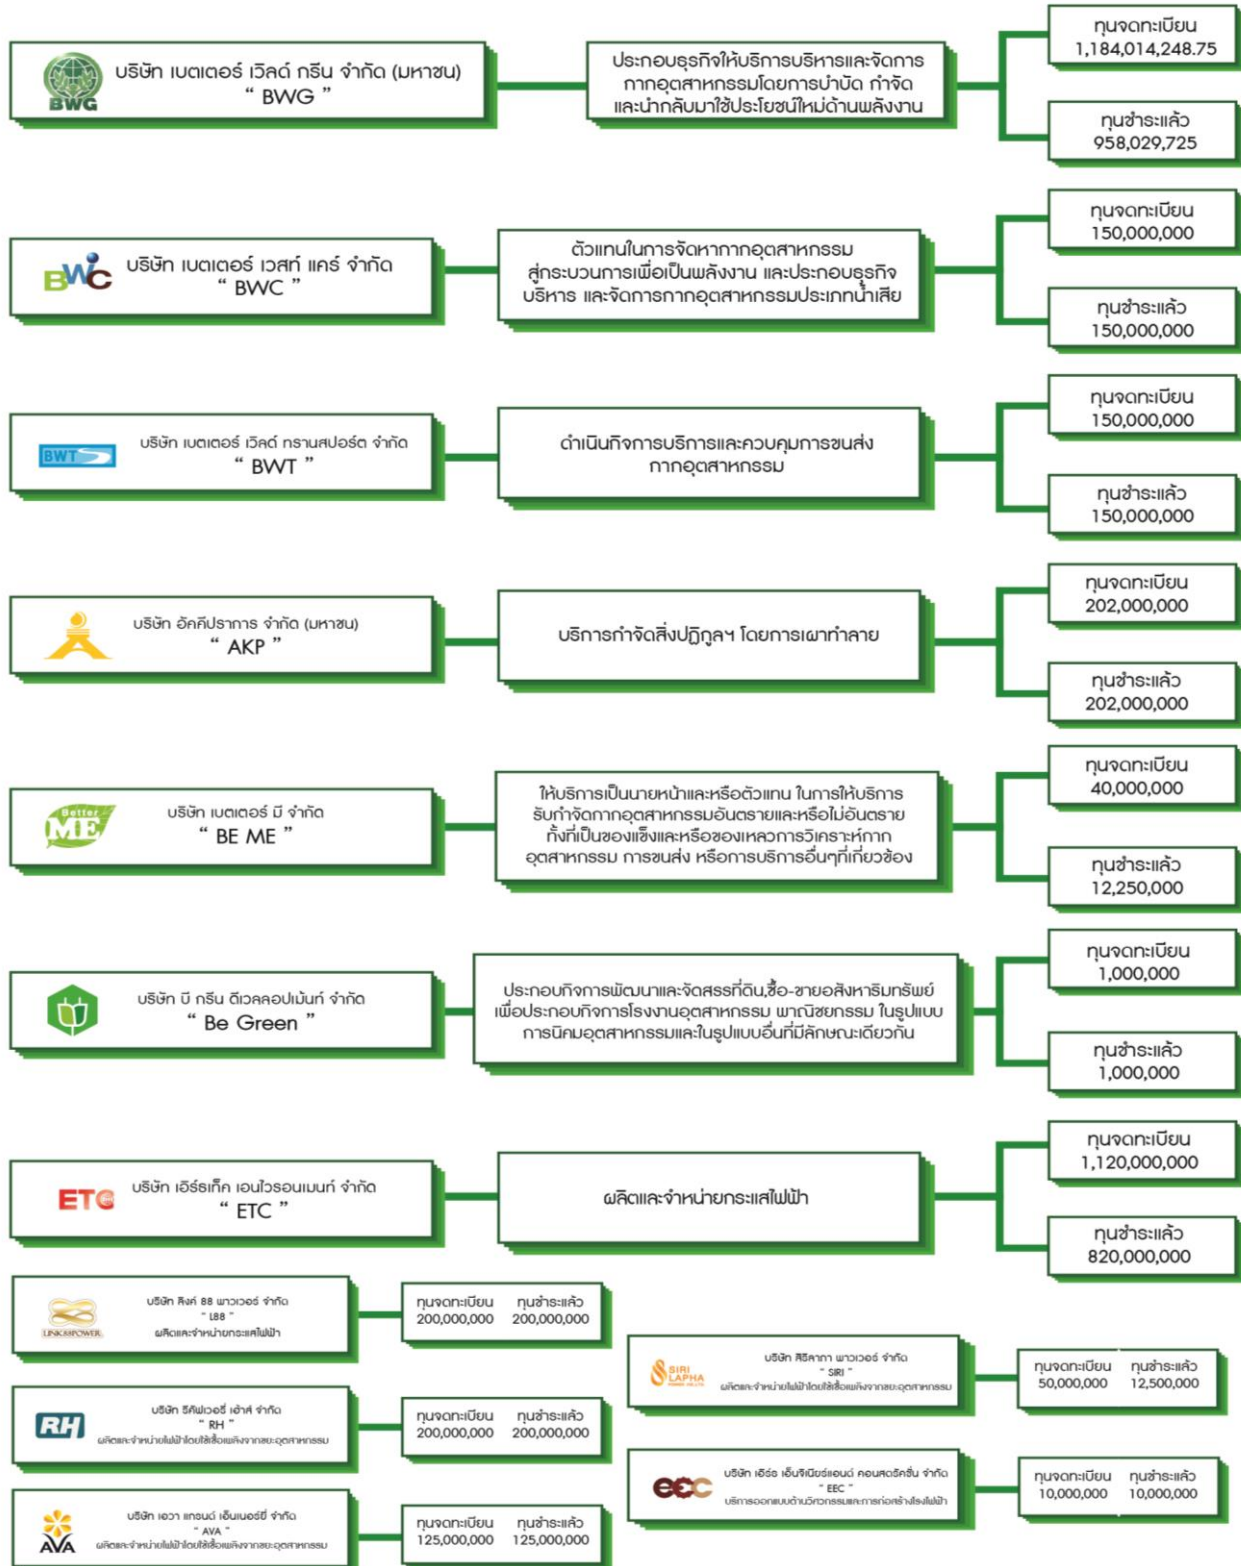 BWG
บริษัท เบตเตอร์ เวิลด์ กรีน จำกัด (มหาชน)
“ BWG ”
ประกอบธุรกิจให้บริการบริหารและจัดการ
กากอุตสาหกรรมโดยการบำบัด กำจัด
และนำกลับมาใช้ประโยชน์ใหม่ด้านพลังงาน
ทุนจดทะเบียน
1,184,014,248.75
ทุนชำระแล้ว
958,029,725
BWC
บริษัท เบตเตอร์ เวสท์ แคร์ จำกัด
“ BWC ”
ตัวแทนในการจัดหากากอุตสาหกรรม
สู่กระบวนการเพื่อเป็นพลังงาน และประกอบธุรกิจ
บริหาร และจัดการกากอุตสาหกรรมประเภทน้ำเสีย
ทุนจดทะเบียน
150,000,000
ทุนชำระแล้ว
150,000,000
BWT
บริษัท เบตเตอร์ เวิลด์ ทรานสปอร์ต จำกัด
“ BWT ”
ดำเนินกิจการบริการและควบคุมการขนส่ง
กากอุตสาหกรรม
ทุนจดทะเบียน
150,000,000
ทุนชำระแล้ว
150,000,000
บริษัท อัคคีปราการ จำกัด (มหาชน)
“ AKP ”
บริการกำจัดสิ่งปฏิกูลฯ โดยการเผาทำลาย
ทุนจดทะเบียน
202,000,000
ทุนชำระแล้ว
202,000,000
Better
ME
บริษัท เบตเตอร์ มี จำกัด
“ BE ME ”
ให้บริการเป็นนายหน้าและหรือตัวแทน ในการให้บริการ
รับกำจัดกากอุตสาหกรรมอันตรายและหรือไม่อันตราย
ทั้งที่เป็นของแข็งและหรือของเหลวการวิเคราะห์กาก
อุตสาหกรรม การขนส่ง หรือการบริการอื่นๆที่เกี่ยวข้อง
ทุนจดทะเบียน
40,000,000
ทุนชำระแล้ว
12,250,000
บริษัท บี กรีน ดีเวลลอปเม้นท์ จำกัด
“ Be Green ”
ประกอบกิจการพัฒนาและจัดสรรที่ดิน,ซื้อ-ขายอสังหาริมทรัพย์
เพื่อประกอบกิจการโรงงานอุตสาหกรรม พาณิชยกรรม ในรูปแบบ
การนิคมอุตสาหกรรมและในรูปแบบอื่นที่มีลักษณะเดียวกัน
ทุนจดทะเบียน
1,000,000
ทุนชำระแล้ว
1,000,000
ETC
บริษัท เอิร์ธเท็ค เอนไวรอนเมนท์ จำกัด
“ ETC ”
ผลิตและจำหน่ายกระแสไฟฟ้า
ทุนจดทะเบียน
1,120,000,000
ทุนชำระแล้ว
820,000,000
LINK88POWER
บริษัท ลิงค์ 88 พาวเวอร์ จำกัด
“ L88 ”
ผลิตและจำหน่ายกระแสไฟฟ้า
ทุนจดทะเบียน ทุนชำระแล้ว
200,000,000 200,000,000
SIRI
LAPHA
บริษัท สิริลาภา พาวเวอร์ จำกัด
“ SIRI ”
ผลิตและจำหน่ายไฟฟ้าโดยใช้เชื้อเพลิงจากขยะอุตสาหกรรม
ทุนจดทะเบียน ทุนชำระแล้ว
50,000,000 12,500,000
RH
บริษัท รีคัฟเวอรี่ เฮ้าส์ จำกัด
“ RH ”
ผลิตและจำหน่ายไฟฟ้าโดยใช้เชื้อเพลิงจากขยะอุตสาหกรรม
ทุนจดทะเบียน ทุนชำระแล้ว
200,000,000 200,000,000
eec
บริษัท เอิร์ธ เอ็นจิเนียร์แอนด์ คอนสตรัคชั่น จำกัด
“ EEC ”
บริการออกแบบด้านวิศวกรรมและการก่อสร้างโรงไฟฟ้า
ทุนจดทะเบียน ทุนชำระแล้ว
10,000,000 10,000,000
AVA
บริษัท เอวา แกรนด์ เอ็นเนอร์ยี่ จำกัด
“ AVA ”
ผลิตและจำหน่ายไฟฟ้าโดยใช้เชื้อเพลิงจากขยะอุตสาหกรรม
ทุนจดทะเบียน ทุนชำระแล้ว
125,000,000 125,000,000